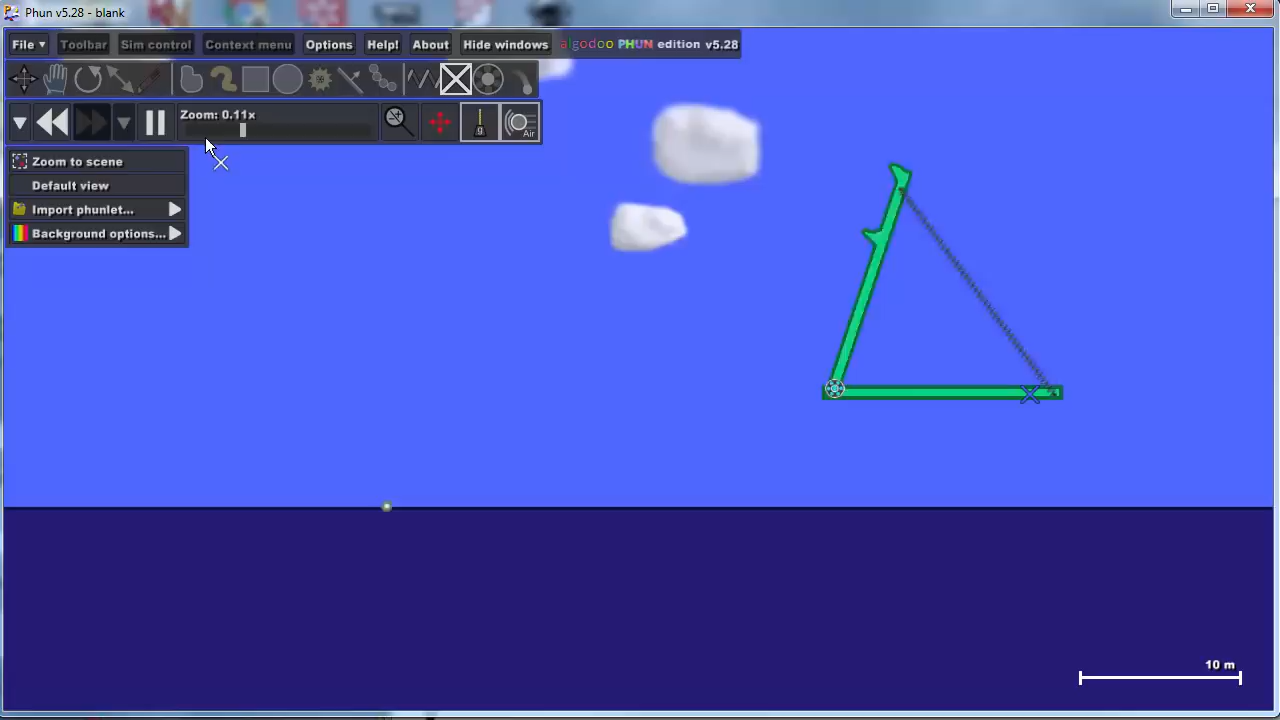 Phun v5.28 - blank
File Toolbar Sim control Context menu Options Help! About Hide windows algodoo PHUN edition v5.28
Zoom: 0.11x
g
Air
Zoom to scene
Default view
Import phunlet...
Background options...
10 m